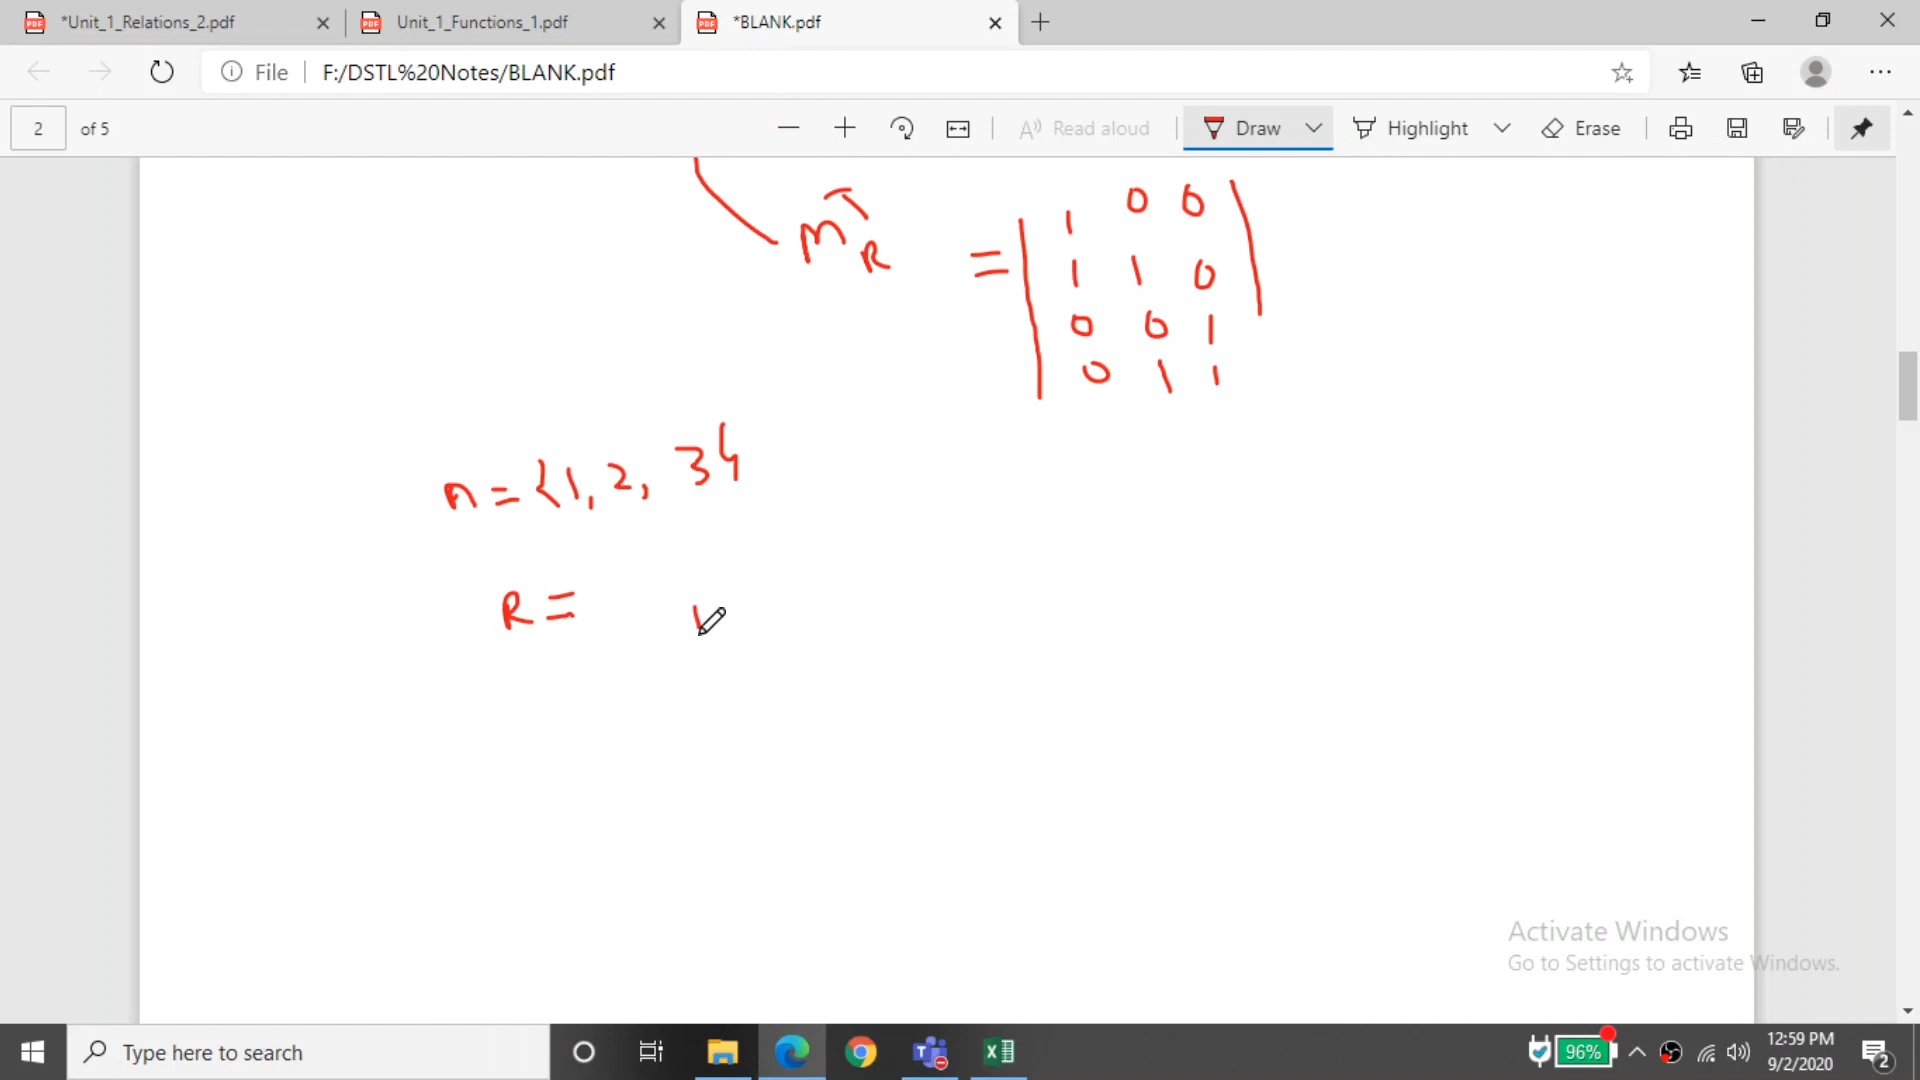 *Unit_1_Relations_2.pdf
Unit_1_Functions_1.pdf
*BLANK.pdf
File F:/DSTL%20Notes/BLANK.pdf
2 of 5
Read aloud
Draw
Highlight
Erase
M R T
= | 1 0 0 |
1 1 0
0 0 1
0 1 1
n = {1, 2, 3}
R =
Activate Windows
Go to Settings to activate Windows.
Type here to search
96%
12:59 PM
9/2/2020
2